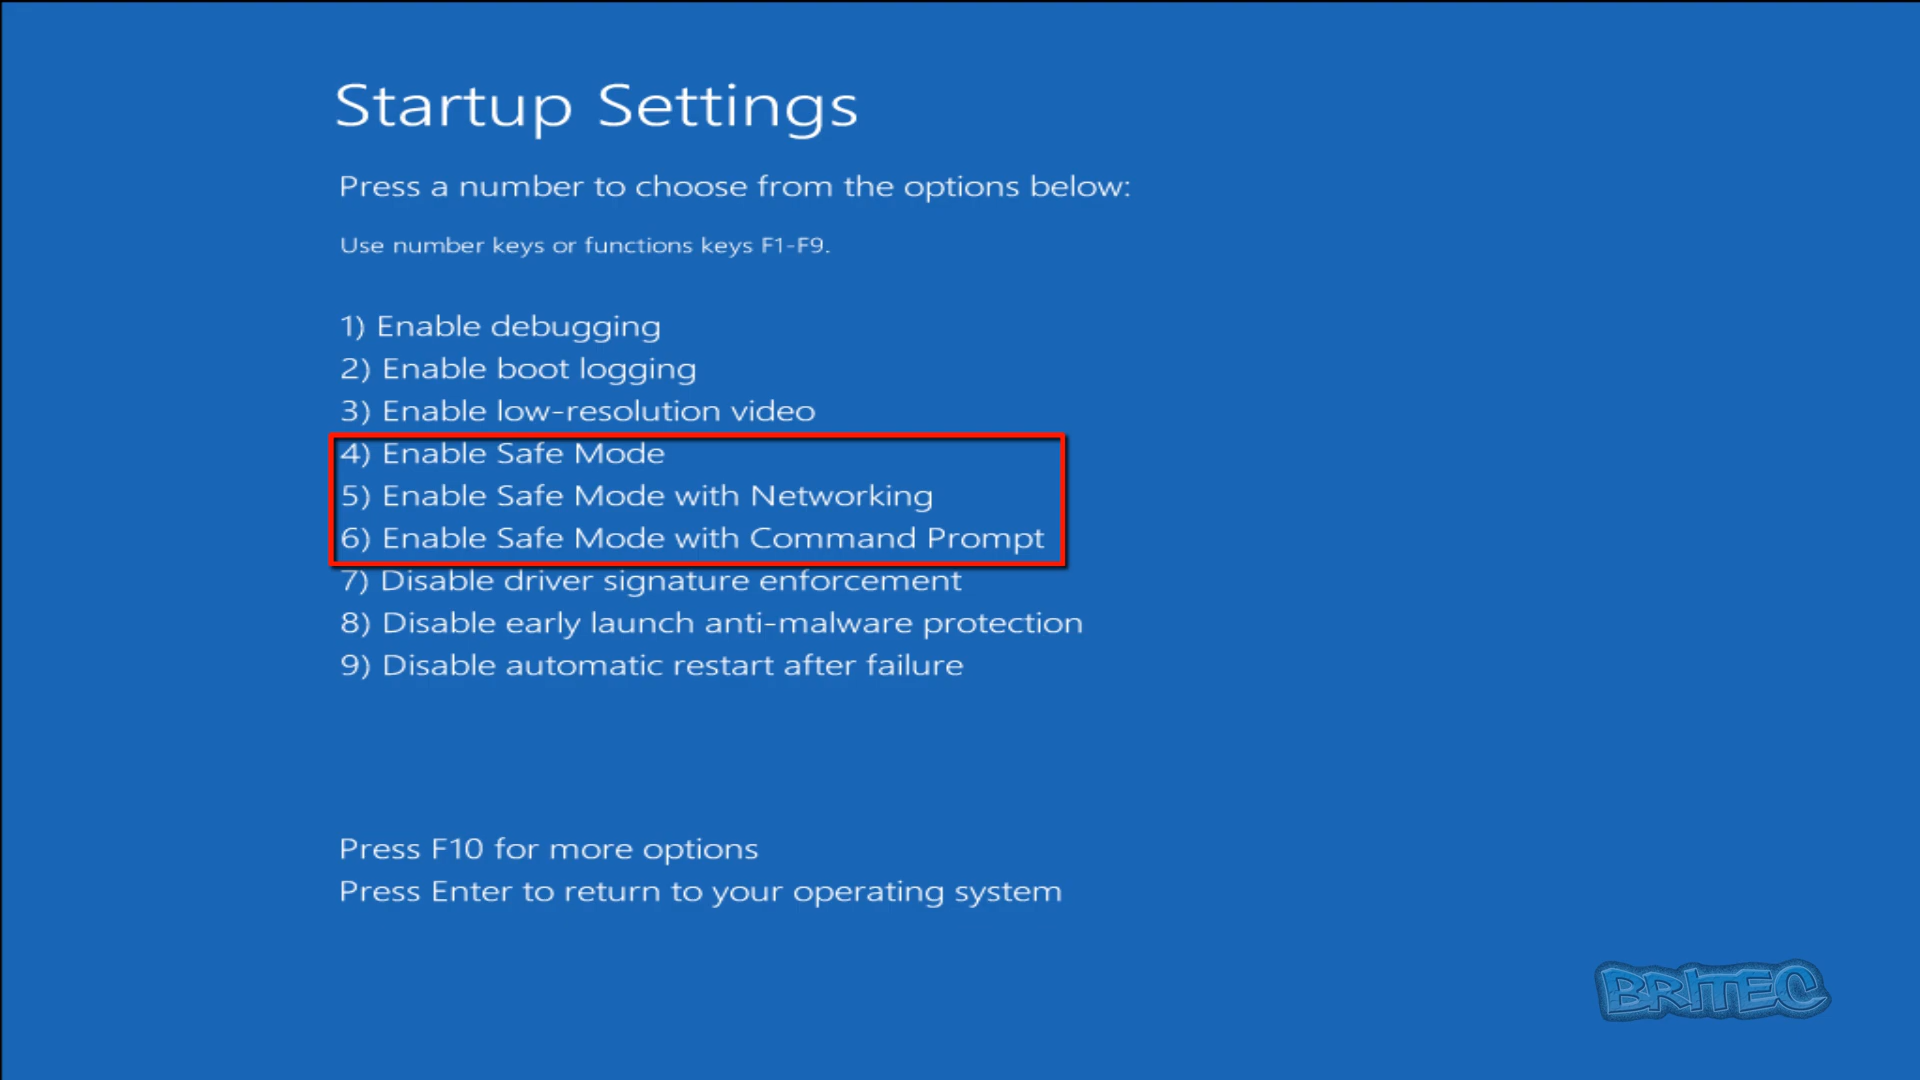 Startup Settings
Press a number to choose from the options below:
Use number keys or functions keys F1-F9.
1) Enable debugging
2) Enable boot logging
3) Enable low-resolution video
4) Enable Safe Mode
5) Enable Safe Mode with Networking
6) Enable Safe Mode with Command Prompt
7) Disable driver signature enforcement
8) Disable early launch anti-malware protection
9) Disable automatic restart after failure
Press F10 for more options
Press Enter to return to your operating system
BRITEC